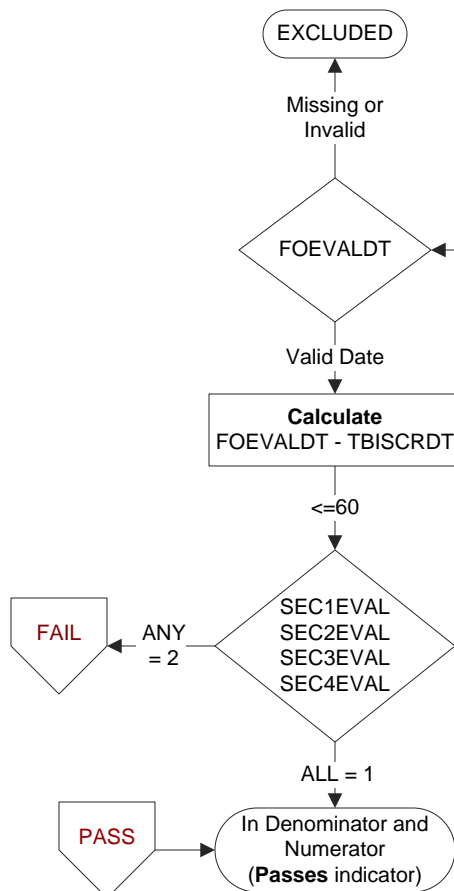 EXCLUDED
Missing or
Invalid
FOEVALDT
Valid Date
Calculate
FOEVALDT - TBISCRDT
<=60
SEC1EVAL
SEC2EVAL
SEC3EVAL
SEC4EVAL
FAIL
ANY
= 2
ALL = 1
PASS
In Denominator and
Numerator
(Passes indicator)